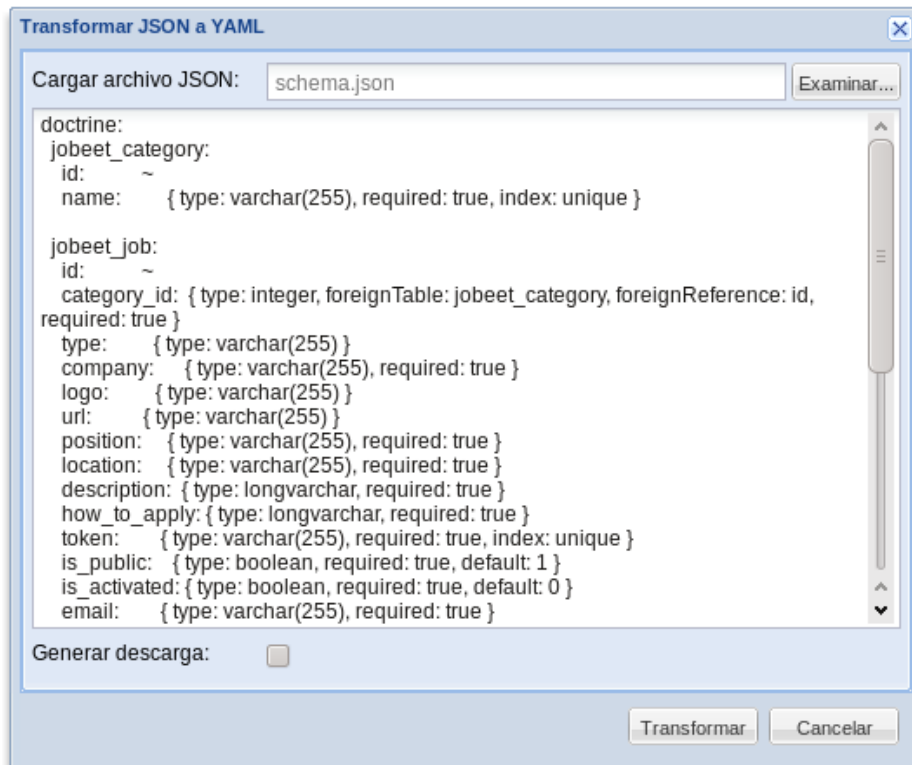 Transformar JSON a YAML
Cargar archivo JSON: schema.json Examinar...
doctrine:
jobeet_category:
id: ~
name: { type: varchar(255), required: true, index: unique }
jobeet_job:
id: ~
category_id: { type: integer, foreignTable: jobeet_category, foreignReference: id,
required: true }
type: { type: varchar(255) }
company: { type: varchar(255), required: true }
logo: { type: varchar(255) }
url: { type: varchar(255) }
position: { type: varchar(255), required: true }
location: { type: varchar(255), required: true }
description: { type: longvarchar, required: true }
how_to_apply: { type: longvarchar, required: true }
token: { type: varchar(255), required: true, index: unique }
is_public: { type: boolean, required: true, default: 1 }
is_activated: { type: boolean, required: true, default: 0 }
email: { type: varchar(255), required: true }
Generar descarga:
Transformar Cancelar